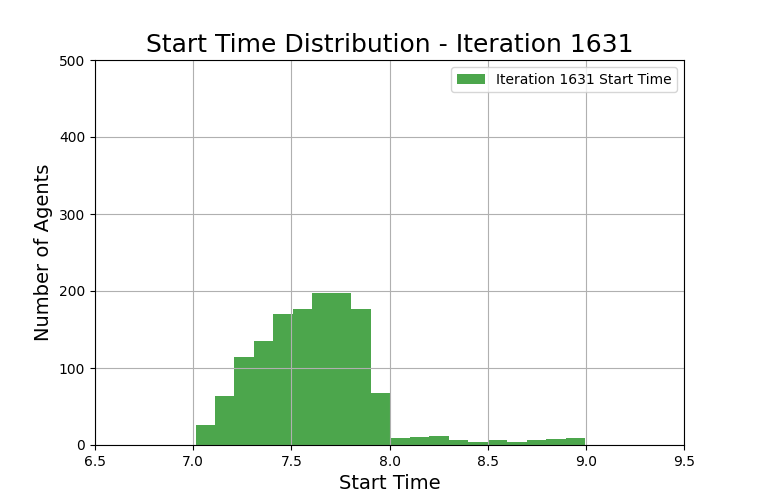 Start Time Distribution - Iteration 1631
Iteration 1631 Start Time
500
400
300
200
100
0
Number of Agents
6.5 7.0 7.5 8.0 8.5 9.0 9.5
Start Time